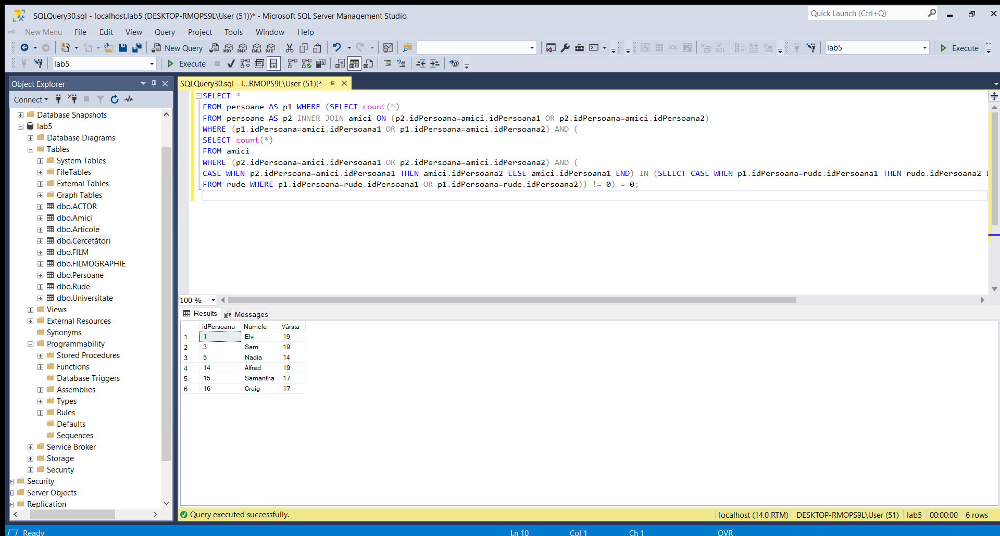 SQLQuery30.sql - localhost.lab5 (DESKTOP-RMOPS9L\User (51))* - Microsoft SQL Server Management Studio
Quick Launch (Ctrl+Q)
New Menu File Edit View Query Project Tools Window Help
New Query MDX DMX XMLA DAX SQL SQL lab5 Execute
lab5 Execute
Object Explorer
SQLQuery30.sql - l...RMOPS9L\User (51))*
Connect
Database Snapshots
lab5
Database Diagrams
Tables
System Tables
FileTables
External Tables
Graph Tables
dbo.ACTOR
dbo.Amici
dbo.Articole
dbo.Cercetători
dbo.FILM
dbo.FILMOGRAPHIE
dbo.Persoane
dbo.Rude
dbo.Universitate
Views
External Resources
Synonyms
Programmability
Stored Procedures
Functions
Database Triggers
Assemblies
Types
Rules
Defaults
Sequences
Service Broker
Storage
Security
Security
Server Objects
Replication
SELECT *
FROM persoane AS p1 WHERE (SELECT count(*)
FROM persoane AS p2 INNER JOIN amici ON (p2.idPersoana=amici.idPersoana1 OR p2.idPersoana=amici.idPersoana2)
WHERE (p1.idPersoana=amici.idPersoana1 OR p1.idPersoana=amici.idPersoana2) AND (
SELECT count(*)
FROM amici
WHERE (p2.idPersoana=amici.idPersoana1 OR p2.idPersoana=amici.idPersoana2) AND (
CASE WHEN p2.idPersoana=amici.idPersoana1 THEN amici.idPersoana2 ELSE amici.idPersoana1 END) IN (SELECT CASE WHEN p1.idPersoana=rude.idPersoana1 THEN rude.idPersoana2
FROM rude WHERE p1.idPersoana=rude.idPersoana1 OR p1.idPersoana=rude.idPersoana2)) != 0) = 0;
100 %
Results Messages
idPersoana Numele Vârsta
1 1 Elvi 19
2 3 Sam 19
3 5 Nadia 14
4 14 Alfred 19
5 15 Samantha 17
6 16 Craig 17
Query executed successfully. localhost (14.0 RTM) DESKTOP-RMOPS9L\User (51) lab5 00:00:00 6 rows
Ready Ln 10 Col 1 Ch 1 OVR